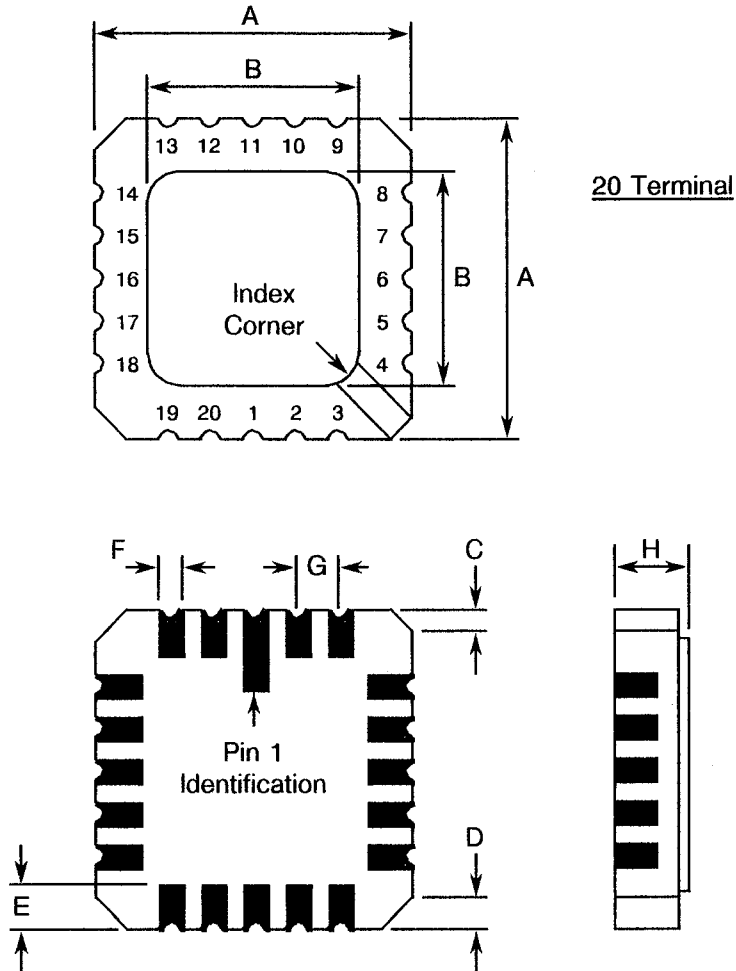 A
B
13 12 11 10 9
20 Terminal
14
15
16
17
18
8
7
6
5
4
B
A
Index
Corner
19 20 1 2 3
F
G
C
H
Pin 1
Identification
D
E